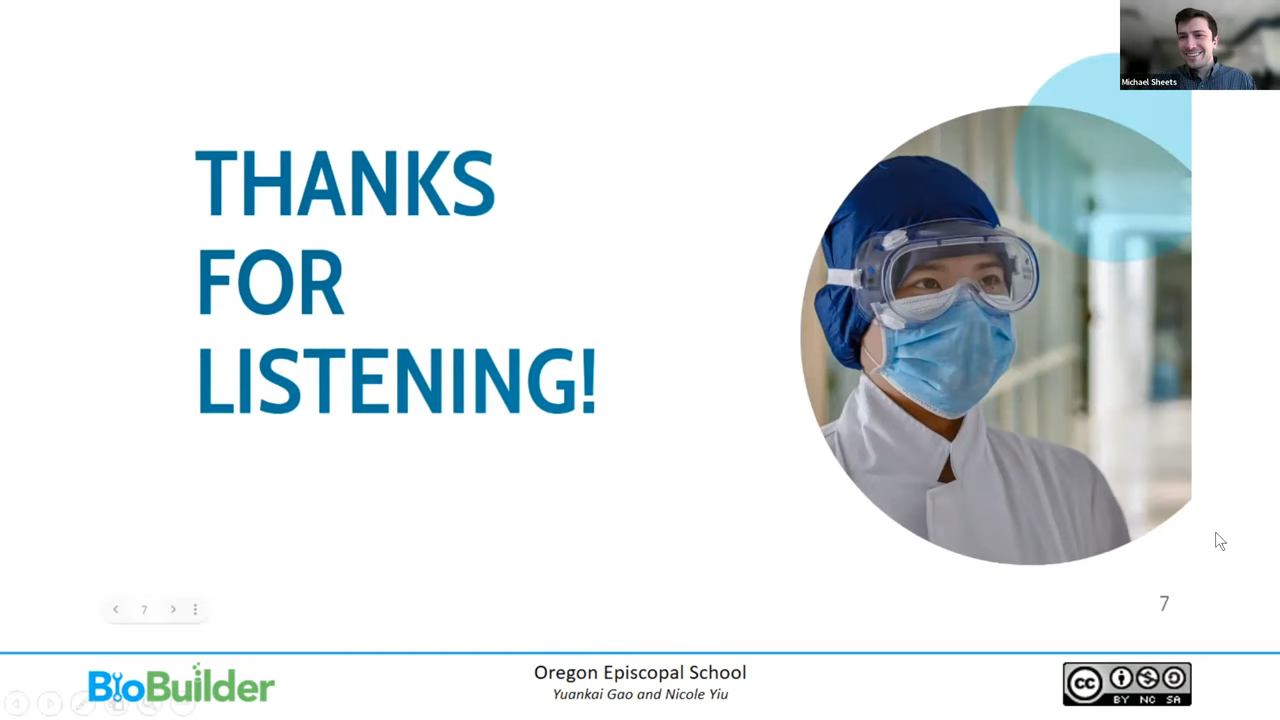 Michael Sheets
THANKS
FOR
LISTENING!
7
7
BioBuilder
Oregon Episcopal School
Yuankai Gao and Nicole Yiu
cc
BY NC SA